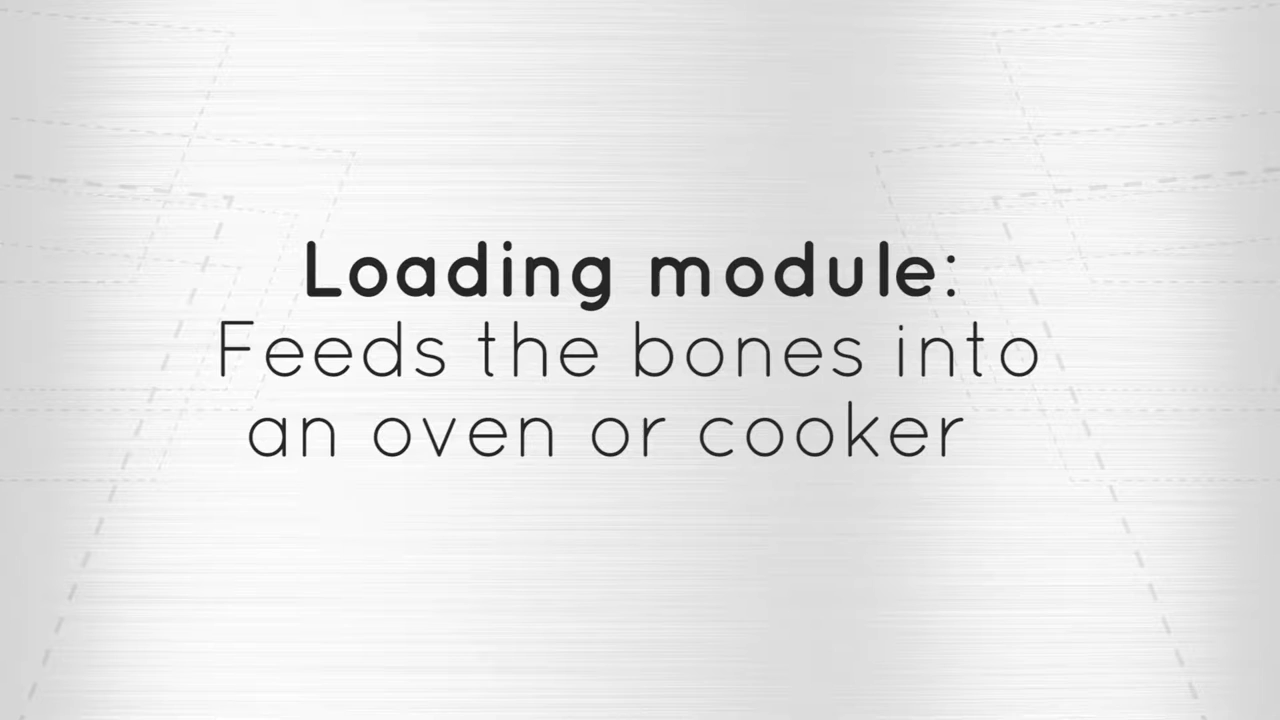 Loading module:
Feeds the bones into
an oven or cooker